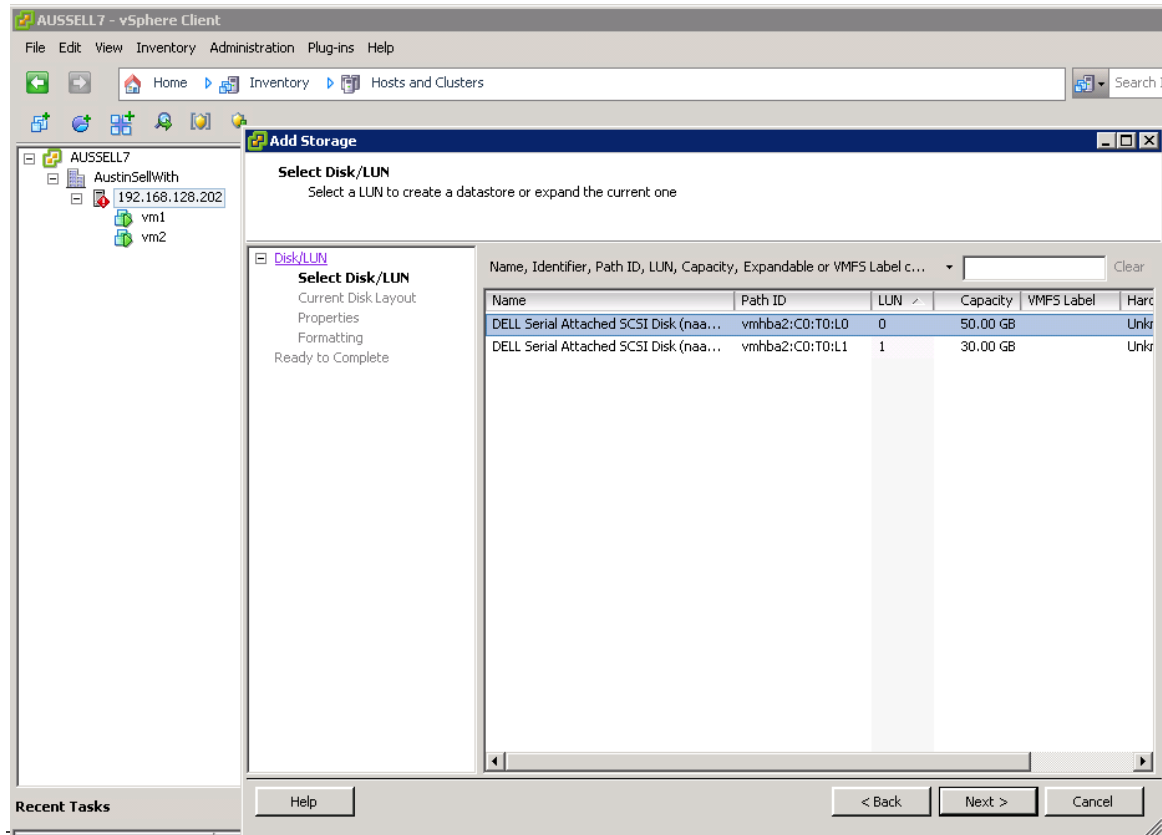 AUSSELL7 - vSphere Client
File Edit View Inventory Administration Plug-ins Help
Home Inventory Hosts and Clusters
Search
AUSSELL7
AustinSellWith
192.168.128.202
vm1
vm2
Add Storage
Select Disk/LUN
Select a LUN to create a datastore or expand the current one
Disk/LUN
Select Disk/LUN
Current Disk Layout
Properties
Formatting
Ready to Complete
Name, Identifier, Path ID, LUN, Capacity, Expandable or VMFS Label c... Clear
Name Path ID LUN Capacity VMFS Label Harc
DELL Serial Attached SCSI Disk (naa... vmhba2:C0:T0:L0 0 50.00 GB Unkr
DELL Serial Attached SCSI Disk (naa... vmhba2:C0:T0:L1 1 30.00 GB Unkr
Help < Back Next > Cancel
Recent Tasks